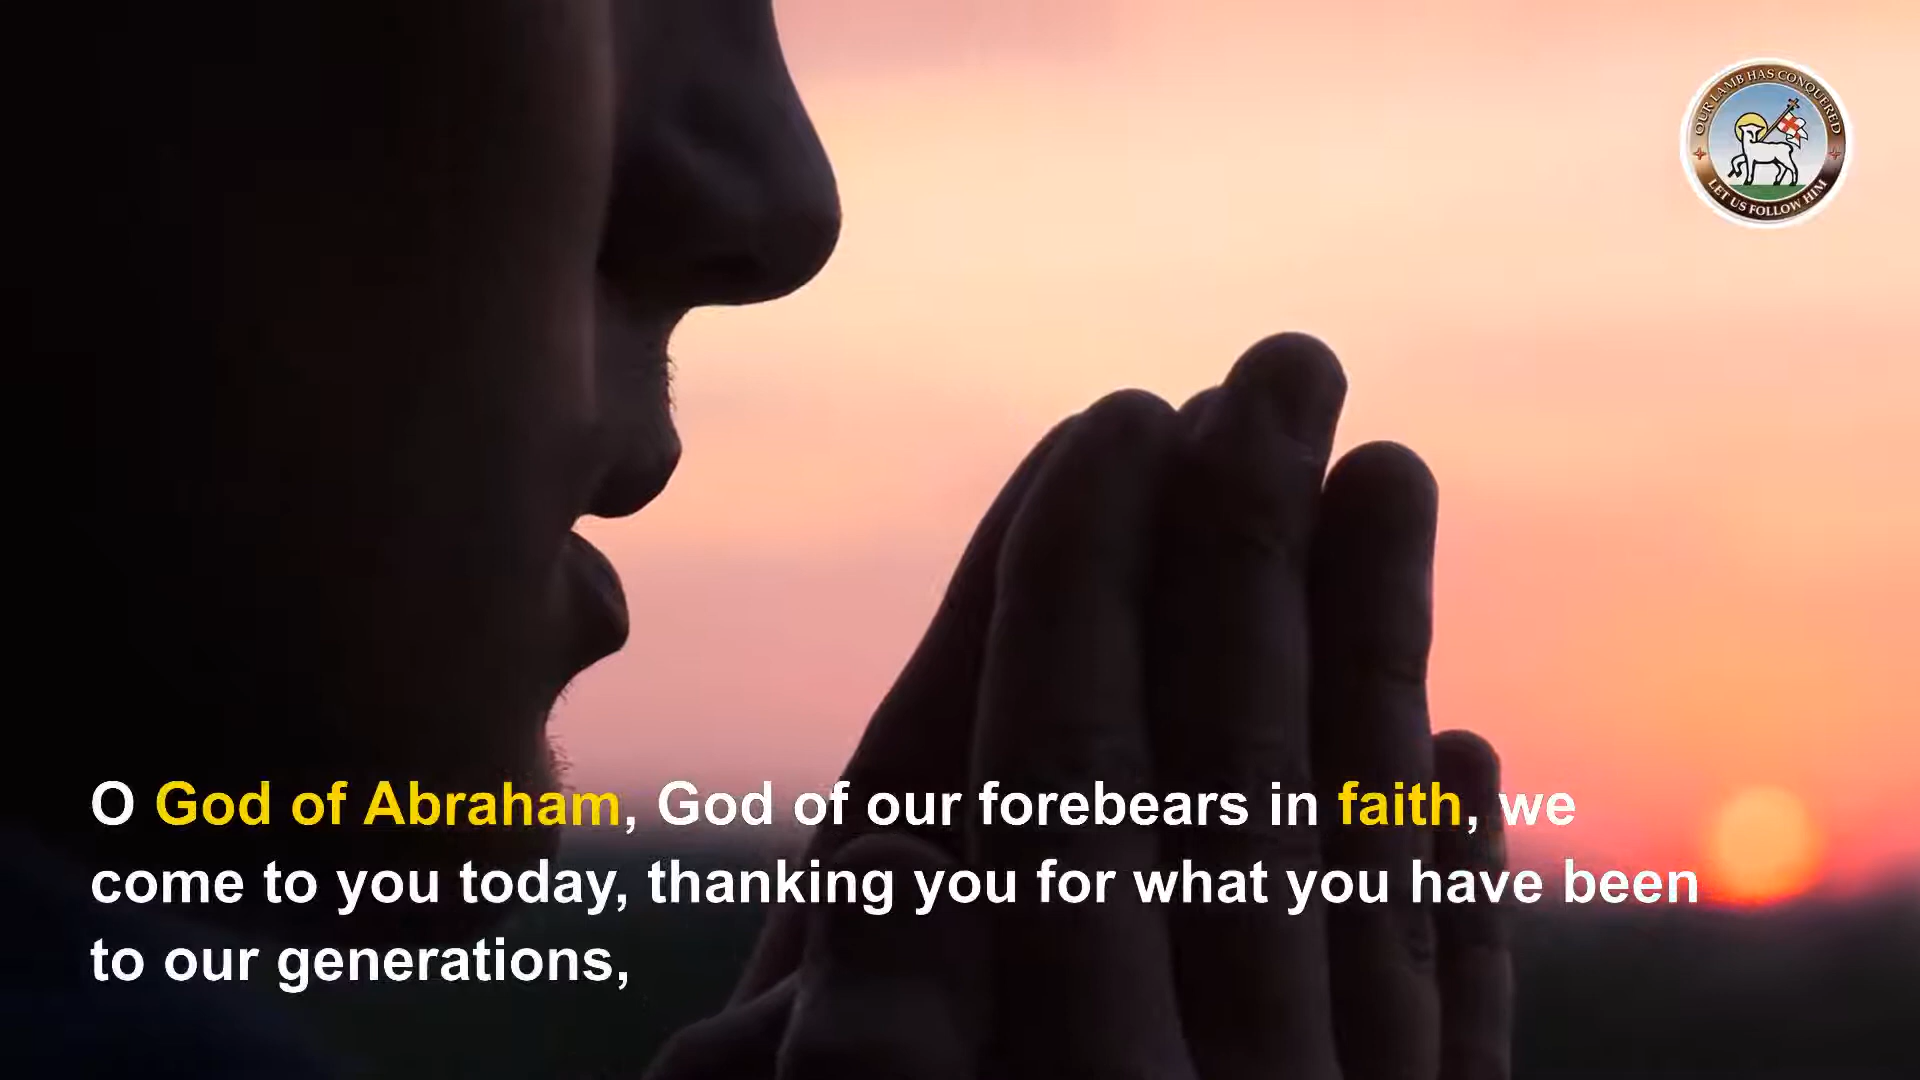 OUR LAMB HAS CONQUERED
LET US FOLLOW HIM
O God of Abraham, God of our forebears in faith, we
come to you today, thanking you for what you have been
to our generations,